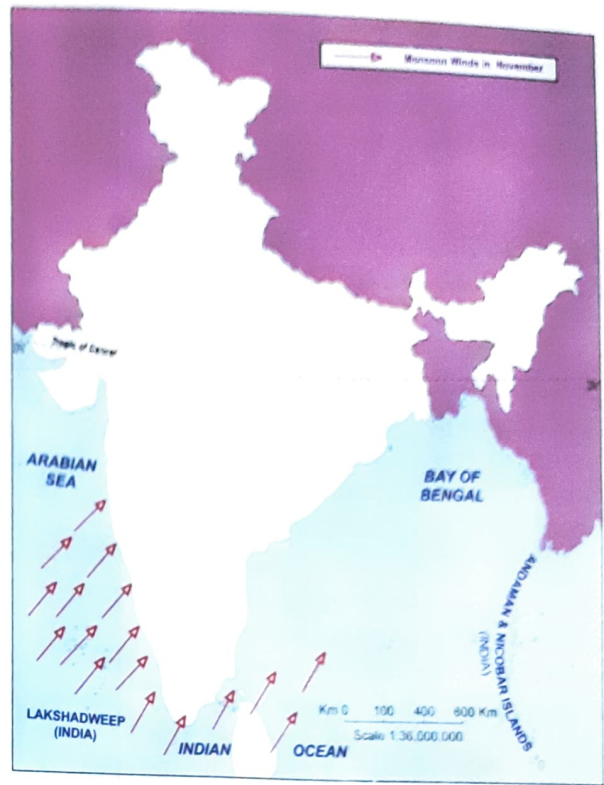 Monsoon Winds in November
Tropic of Cancer
ARABIAN
SEA
BAY OF
BENGAL
ANDAMAN & NICOBAR ISLANDS
(INDIA)
LAKSHADWEEP
(INDIA)
INDIAN OCEAN
Km 0 100 400 600 Km
Scale 1:36,000,000